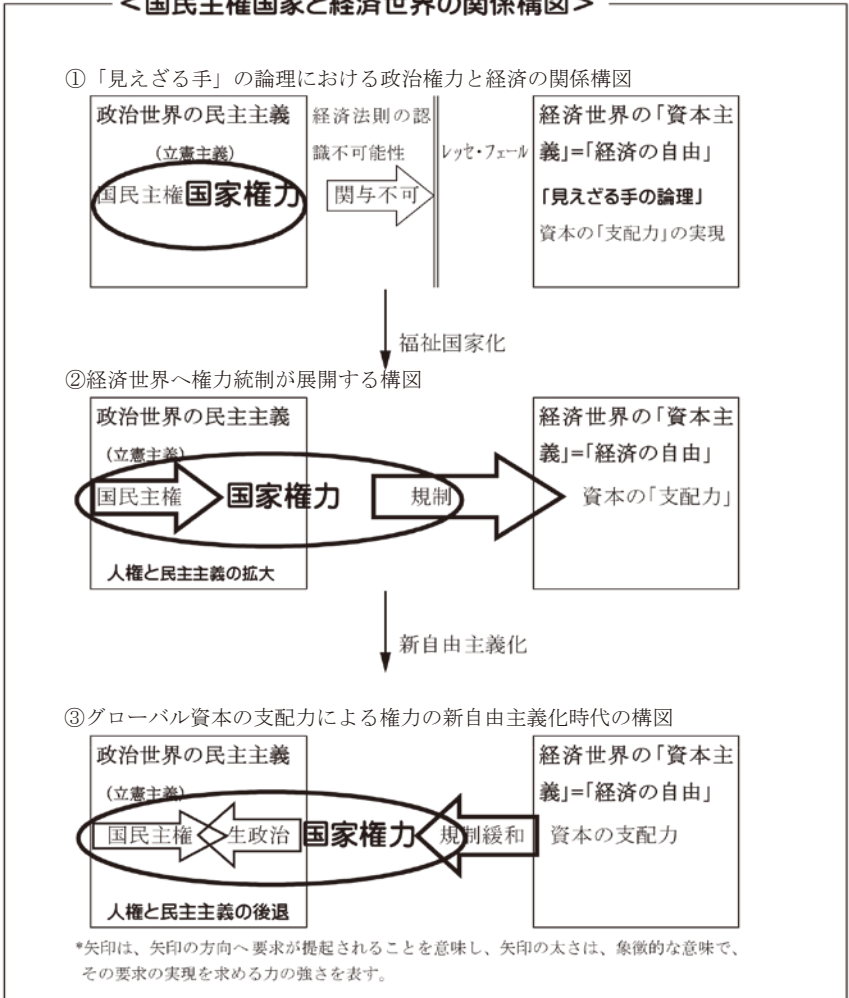 <国民主権国家と経済世界の関係構図>
①「見えざる手」の論理における政治権力と経済の関係構図
政治世界の民主主義
(立憲主義)
国民主権国家権力
経済法則の認
識不可能性
関与不可
レッセ・フェール
経済世界の「資本主
義」=「経済の自由」
「見えざる手の論理」
資本の「支配力」の実現
福祉国家化
②経済世界へ権力統制が展開する構図
政治世界の民主主義
(立憲主義)
国民主権
国家権力
規制
人権と民主主義の拡大
経済世界の「資本主
義」=「経済の自由」
資本の「支配力」
新自由主義化
③グローバル資本の支配力による権力の新自由主義化時代の構図
政治世界の民主主義
(立憲主義)
国民主権
生政治
国家権力
規制緩和
人権と民主主義の後退
経済世界の「資本主
義」=「経済の自由」
資本の支配力
*矢印は、矢印の方向へ要求が提起されることを意味し、矢印の太さは、象徴的な意味で、
その要求の実現を求める力の強さを表す。